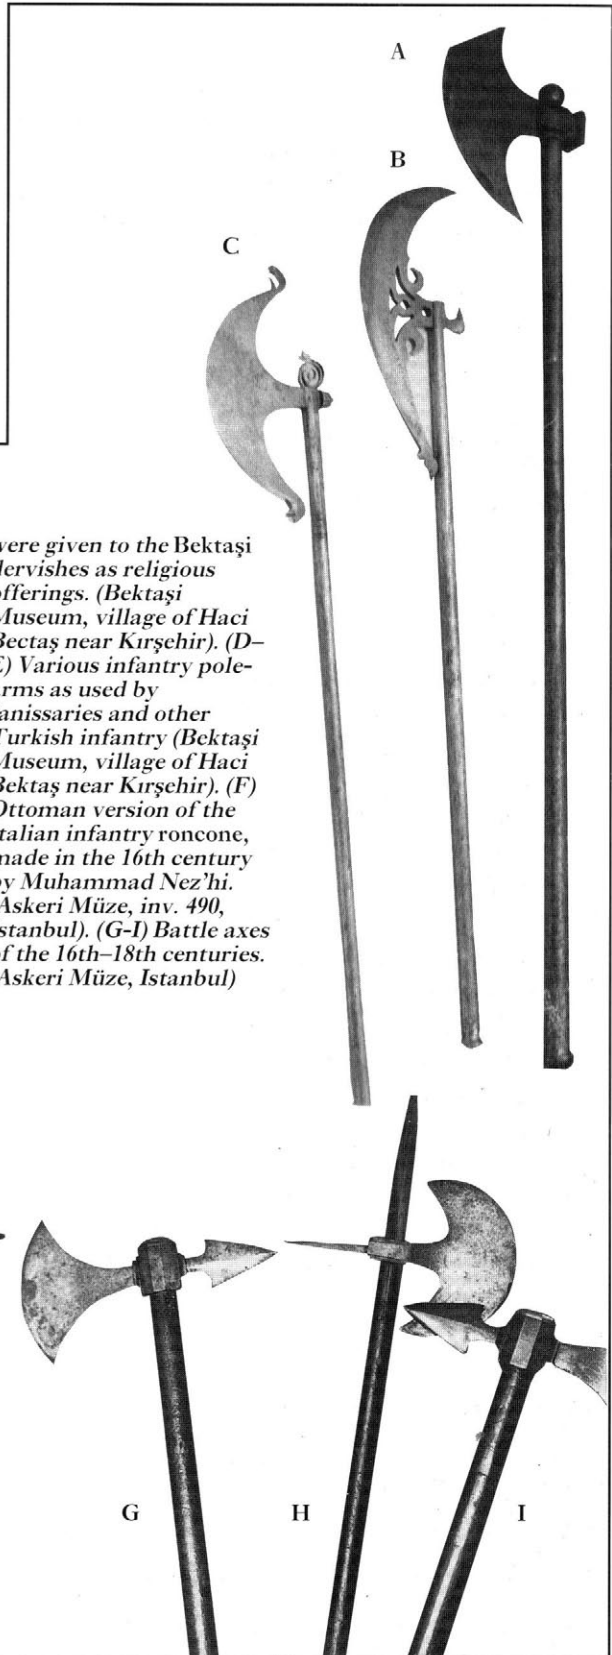 A
B
C
were given to the Bektaşi
dervishes as religious
offerings. (Bektaşi
Museum, village of Haci
Bectaş near Kırşehir). (D–
E) Various infantry pole-
arms as used by
anissaries and other
Turkish infantry (Bektaşi
Museum, village of Haci
Bektaş near Kırşehir). (F)
Ottoman version of the
talian infantry roncone,
made in the 16th century
by Muhammad Nez'hi.
Askeri Müze, inv. 490,
stanbul). (G-I) Battle axes
of the 16th–18th centuries.
Askeri Müze, Istanbul)
G
H
I